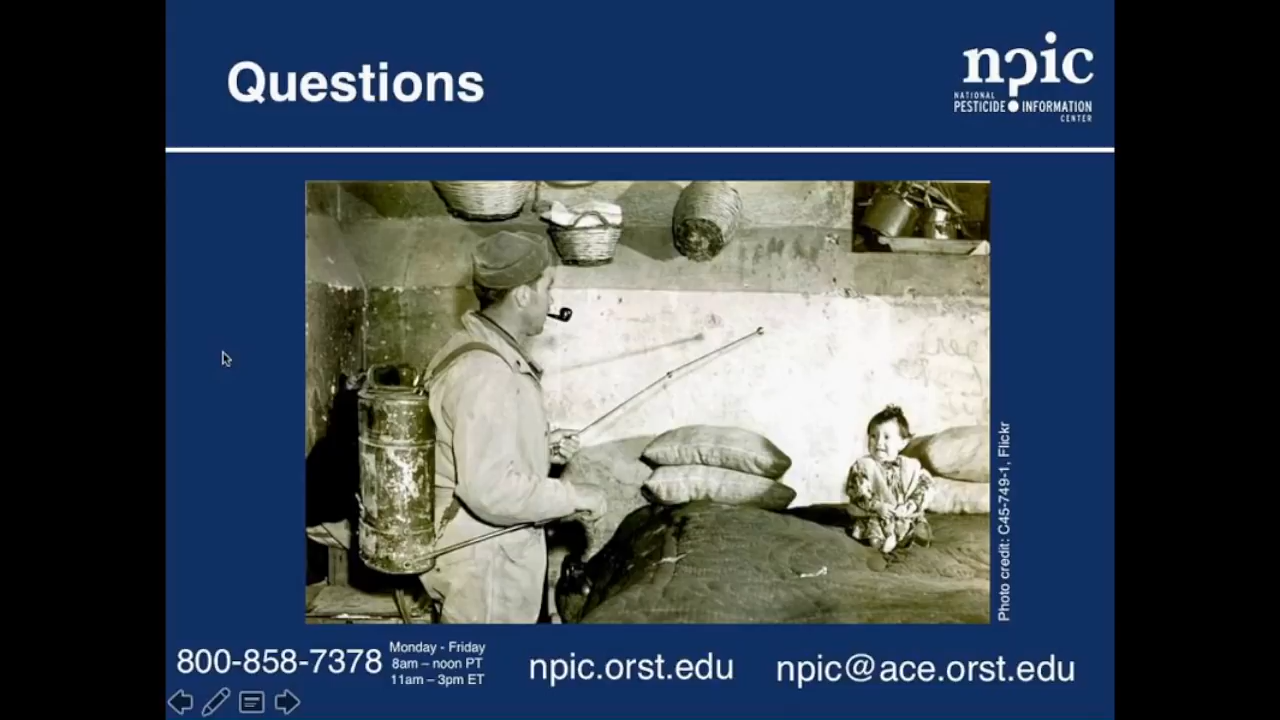 Questions
npic
NATIONAL
PESTICIDE INFORMATION
CENTER
Photo credit: C45-749-1, Flickr
800-858-7378
Monday - Friday
8am – noon PT
11am – 3pm ET
npic.orst.edu
npic@ace.orst.edu